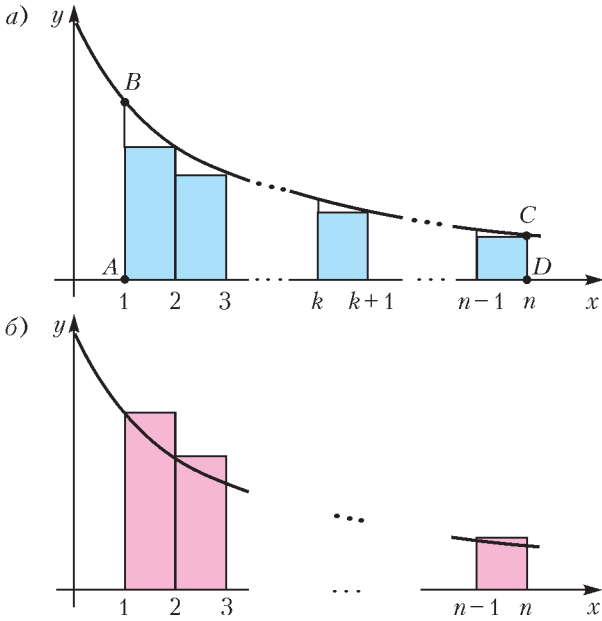 а) y
B
C
A
D
1 2 3 ... k k+1 ... n−1 n x
б) y
1 2 3 ... n−1 n x